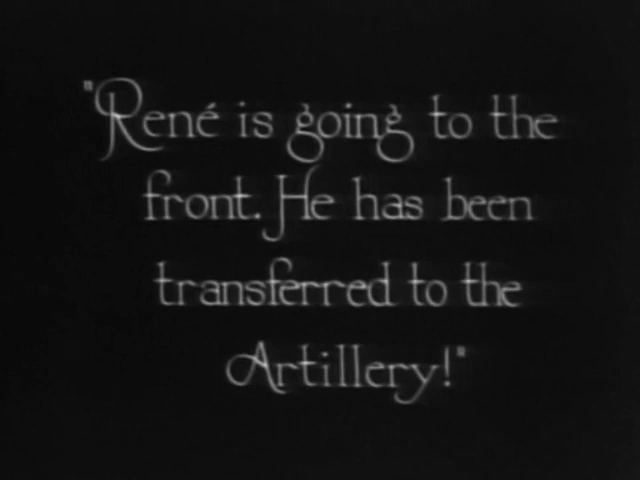 "René is going to the
front. He has been
transferred to the
Artillery!"